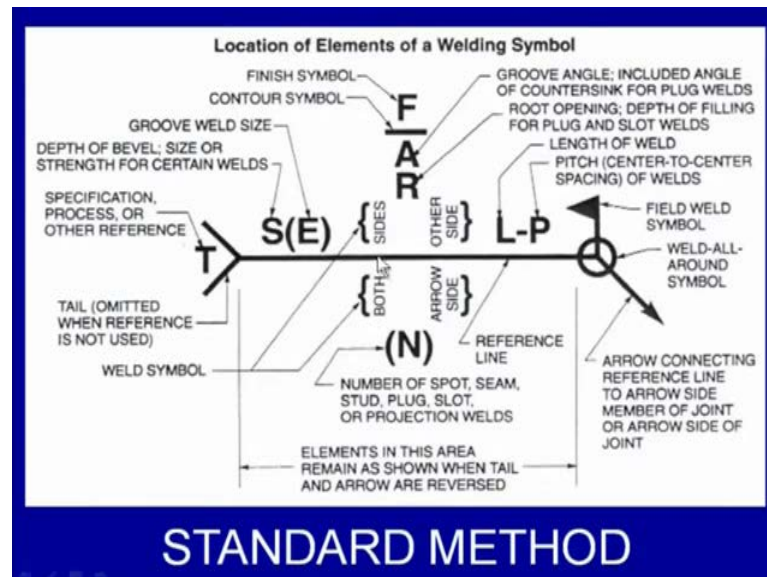 Location of Elements of a Welding Symbol
FINISH SYMBOL
CONTOUR SYMBOL
GROOVE WELD SIZE
DEPTH OF BEVEL; SIZE OR
STRENGTH FOR CERTAIN WELDS
SPECIFICATION,
PROCESS, OR
OTHER REFERENCE
F
A
R
GROOVE ANGLE; INCLUDED ANGLE
OF COUNTERSINK FOR PLUG WELDS
ROOT OPENING; DEPTH OF FILLING
FOR PLUG AND SLOT WELDS
LENGTH OF WELD
PITCH (CENTER-TO-CENTER
SPACING) OF WELDS
FIELD WELD
SYMBOL
WELD-ALL-
AROUND
SYMBOL
T
S(E)
SIDES
OTHER
SIDE
L-P
BOTH
ARROW
SIDE
TAIL (OMITTED
WHEN REFERENCE
IS NOT USED)
WELD SYMBOL
(N)
NUMBER OF SPOT, SEAM,
STUD, PLUG, SLOT,
OR PROJECTION WELDS
REFERENCE
LINE
ARROW CONNECTING
REFERENCE LINE
TO ARROW SIDE
MEMBER OF JOINT
OR ARROW SIDE OF
JOINT
ELEMENTS IN THIS AREA
REMAIN AS SHOWN WHEN TAIL
AND ARROW ARE REVERSED
STANDARD METHOD